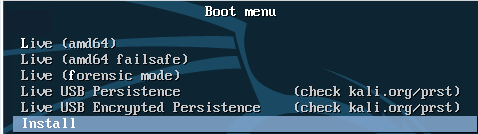 Boot menu
Live (amd64)
Live (amd64 failsafe)
Live (forensic mode)
Live USB Persistence (check kali.org/prst)
Live USB Encrypted Persistence (check kali.org/prst)
Install